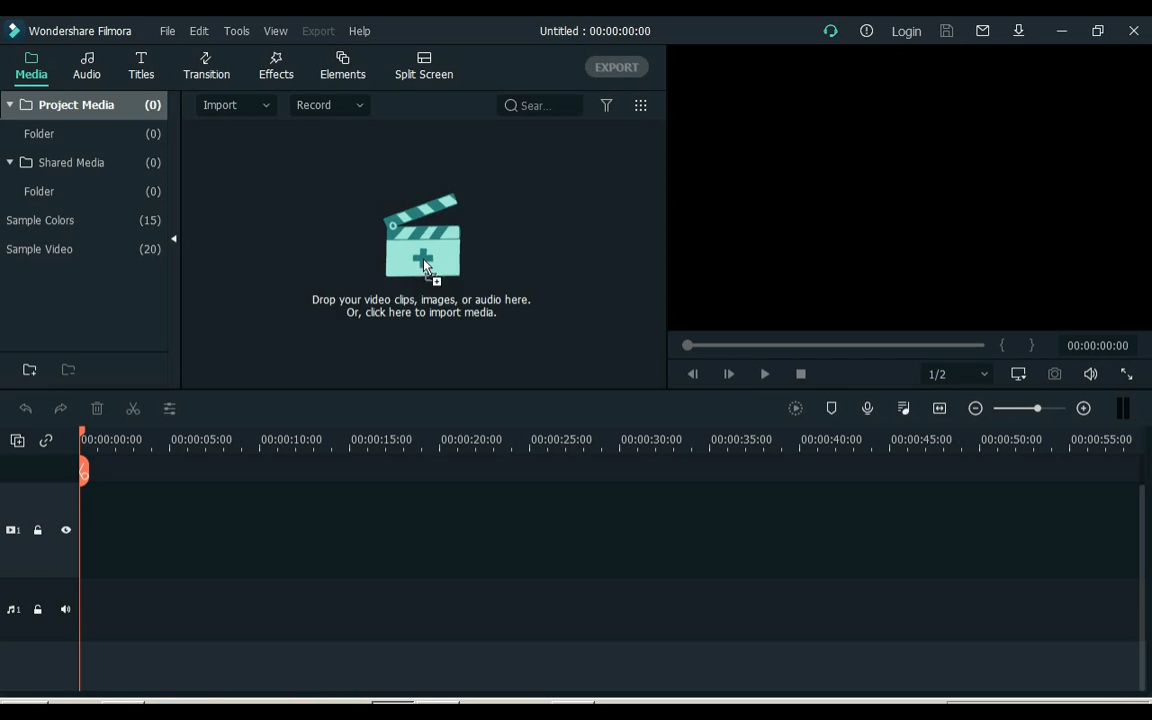 Wondershare Filmora File Edit Tools View Export Help Untitled : 00:00:00:00 Login
Media Audio Titles Transition Effects Elements Split Screen EXPORT
Project Media (0) Import Record Sear...
Folder (0)
Shared Media (0)
Folder (0)
Sample Colors (15)
Sample Video (20)
Drop your video clips, images, or audio here.
Or, click here to import media.
{ } 00:00:00:00
1/2
00:00:00:00 00:00:05:00 00:00:10:00 00:00:15:00 00:00:20:00 00:00:25:00 00:00:30:00 00:00:35:00 00:00:40:00 00:00:45:00 00:00:50:00 00:00:55:00
1
1